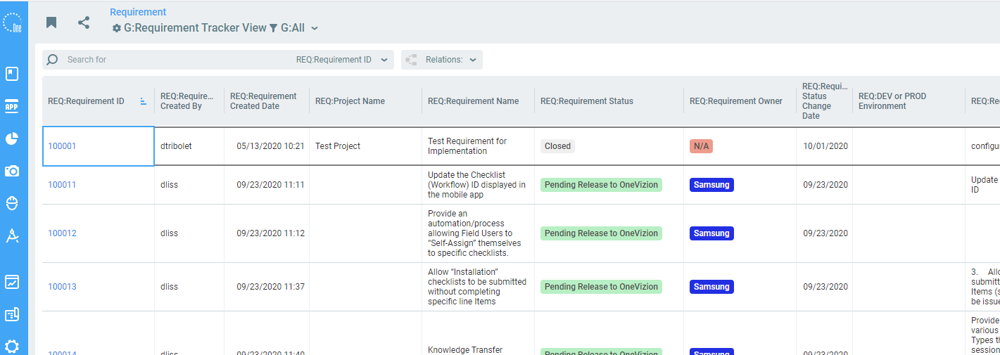 One
Requirement
G:Requirement Tracker View G:All
Search for REQ:Requirement ID Relations:
APP
REQ:Requirement ID
REQ:Require...
Created By
REQ:Requirement
Created Date
REQ:Project Name
REQ:Requirement Name
REQ:Requirement Status
REQ:Requirement Owner
REQ:Requi...
Status
Change
Date
REQ:DEV or PROD
Environment
100001
dtribolet
05/13/2020 10:21
Test Project
Test Requirement for
Implementation
Closed
N/A
10/01/2020
100011
dliss
09/23/2020 11:11
Update the Checklist
(Workflow) ID displayed in
the mobile app
Pending Release to OneVizion
Samsung
09/23/2020
Update
ID
100012
dliss
09/23/2020 11:12
Provide an
automation/process
allowing Field Users to
“Self-Assign” themselves
to specific checklists.
Pending Release to OneVizion
Samsung
09/23/2020
100013
dliss
09/23/2020 11:37
Allow “Installation”
checklists to be submitted
without completing
specific line Items
Pending Release to OneVizion
Samsung
09/23/2020
3.
Items (s
be issue
100014
dliss
09/23/2020 11:40
Knowledge Transfer
Pending Release to OneVizion
Samsung
09/23/2020
Provide
various
Types th
session